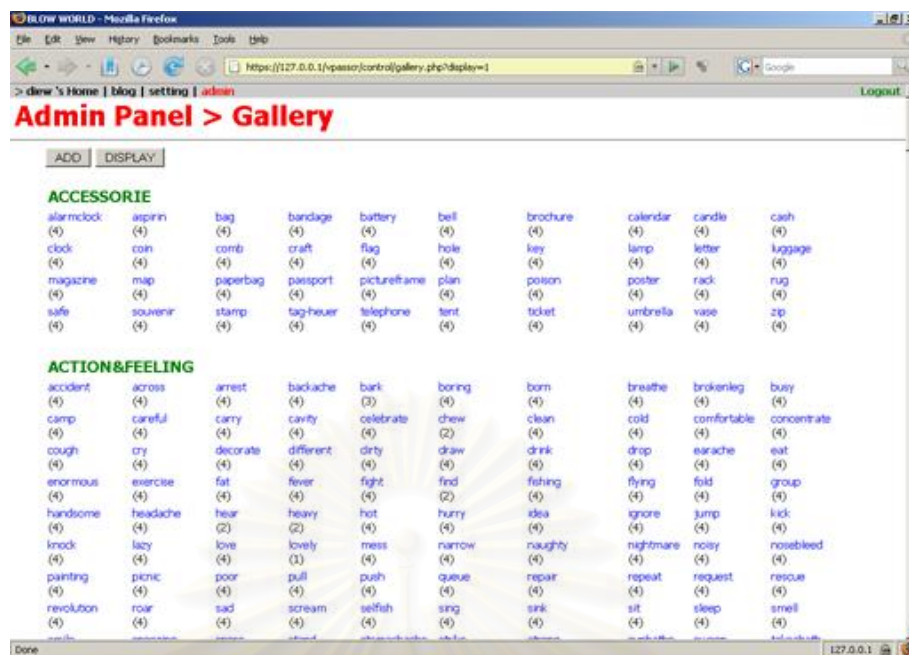 BLOW WORLD - Mozilla Firefox
File Edit View History Bookmarks Tools Help
https://127.0.0.1/vpassor/control/gallery.php?display=1 Google
> diew 's Home | blog | setting | admin Logout
Admin Panel > Gallery
ADD DISPLAY
ACCESSORIE
alarmclock aspirin bag bandage battery bell brochure calendar candle cash
(4) (4) (4) (4) (4) (4) (4) (4) (4) (4)
clock coin comb craft flag hole key lamp letter luggage
(4) (4) (4) (4) (4) (4) (4) (4) (4) (4)
magazine map paperbag passport pictureframe plan poison poster rack rug
(4) (4) (4) (4) (4) (4) (4) (4) (4) (4)
safe souvenir stamp tag-heuer telephone tent ticket umbrella vase zip
(4) (4) (4) (4) (4) (4) (4) (4) (4) (4)
ACTION&FEELING
accident across arrest backache bark boring born breathe brokenleg busy
(4) (4) (4) (4) (3) (4) (4) (4) (4) (4)
camp careful carry cavity celebrate chew clean cold comfortable concentrate
(4) (4) (4) (4) (4) (2) (4) (4) (4) (4)
cough cry decorate different dirty draw drink drop earache eat
(4) (4) (4) (4) (4) (4) (4) (4) (4) (4)
enormous exercise fat fever fight find fishing flying fold group
(4) (4) (4) (4) (4) (2) (4) (4) (4) (4)
handsome headache hear heavy hot hurry idea ignore jump kick
(4) (4) (2) (2) (4) (4) (4) (4) (4) (4)
knock lazy love lovely mess narrow naughty nightmare noisy nosebleed
(4) (4) (4) (1) (4) (4) (4) (4) (4) (4)
painting picnic poor pull push queue repair repeat request rescue
(4) (4) (4) (4) (4) (4) (4) (4) (4) (4)
revolution roar sad scream selfish sing sink sit sleep smell
(4) (4) (4) (4) (4) (4) (4) (4) (4) (4)
Done 127.0.0.1